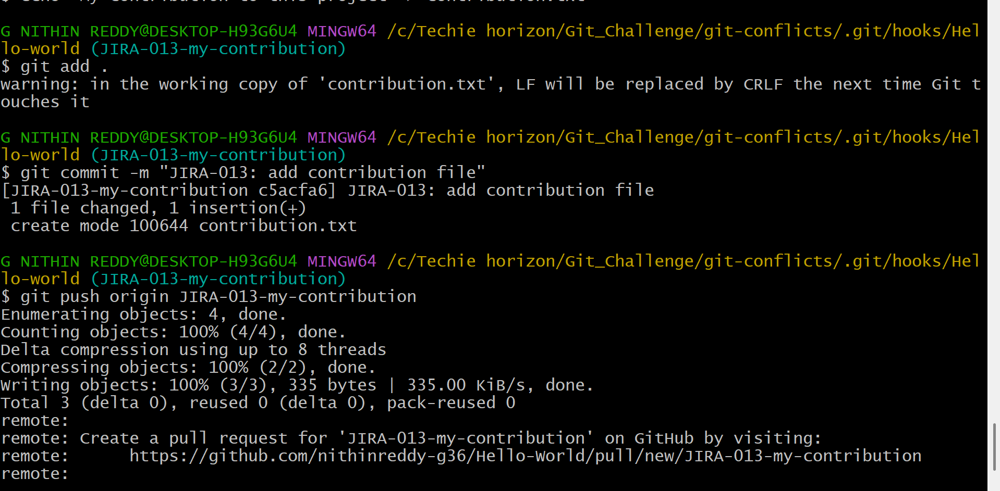 $ echo "My contribution to this project" > contribution.txt
G NITHIN REDDY@DESKTOP-H93G6U4 MINGW64 /c/Techie horizon/Git_Challenge/git-conflicts/.git/hooks/Hel
lo-world (JIRA-013-my-contribution)
$ git add .
warning: in the working copy of 'contribution.txt', LF will be replaced by CRLF the next time Git t
ouches it
G NITHIN REDDY@DESKTOP-H93G6U4 MINGW64 /c/Techie horizon/Git_Challenge/git-conflicts/.git/hooks/Hel
lo-world (JIRA-013-my-contribution)
$ git commit -m "JIRA-013: add contribution file"
[JIRA-013-my-contribution c5acfa6] JIRA-013: add contribution file
 1 file changed, 1 insertion(+)
 create mode 100644 contribution.txt
G NITHIN REDDY@DESKTOP-H93G6U4 MINGW64 /c/Techie horizon/Git_Challenge/git-conflicts/.git/hooks/Hel
lo-world (JIRA-013-my-contribution)
$ git push origin JIRA-013-my-contribution
Enumerating objects: 4, done.
Counting objects: 100% (4/4), done.
Delta compression using up to 8 threads
Compressing objects: 100% (2/2), done.
Writing objects: 100% (3/3), 335 bytes | 335.00 KiB/s, done.
Total 3 (delta 0), reused 0 (delta 0), pack-reused 0
remote:
remote: Create a pull request for 'JIRA-013-my-contribution' on GitHub by visiting:
remote:      https://github.com/nithinreddy-g36/Hello-World/pull/new/JIRA-013-my-contribution
remote: